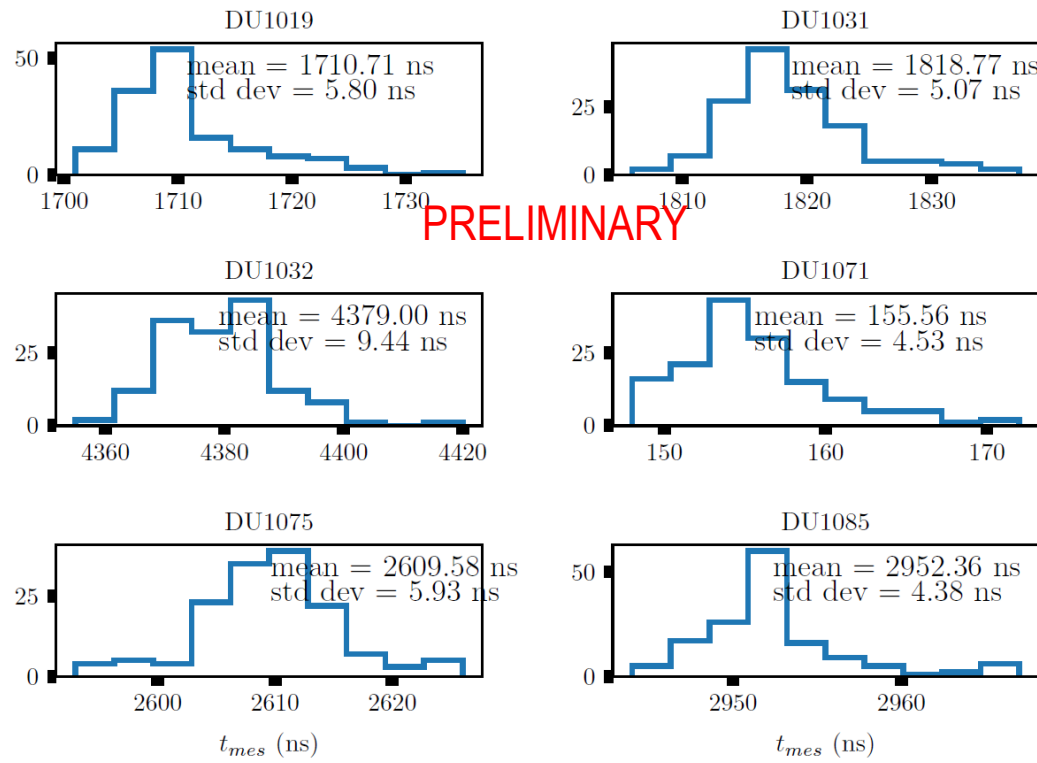 DU1019
50
0
mean = 1710.71 ns
std dev = 5.80 ns
1700 1710 1720 1730
DU1031
25
0
mean = 1818.77 ns
std dev = 5.07 ns
1810 1820 1830
PRELIMINARY
DU1032
25
0
mean = 4379.00 ns
std dev = 9.44 ns
4360 4380 4400 4420
DU1071
25
0
mean = 155.56 ns
std dev = 4.53 ns
150 160 170
DU1075
25
0
mean = 2609.58 ns
std dev = 5.93 ns
2600 2610 2620
t_mes (ns)
DU1085
50
0
mean = 2952.36 ns
std dev = 4.38 ns
2950 2960
t_mes (ns)